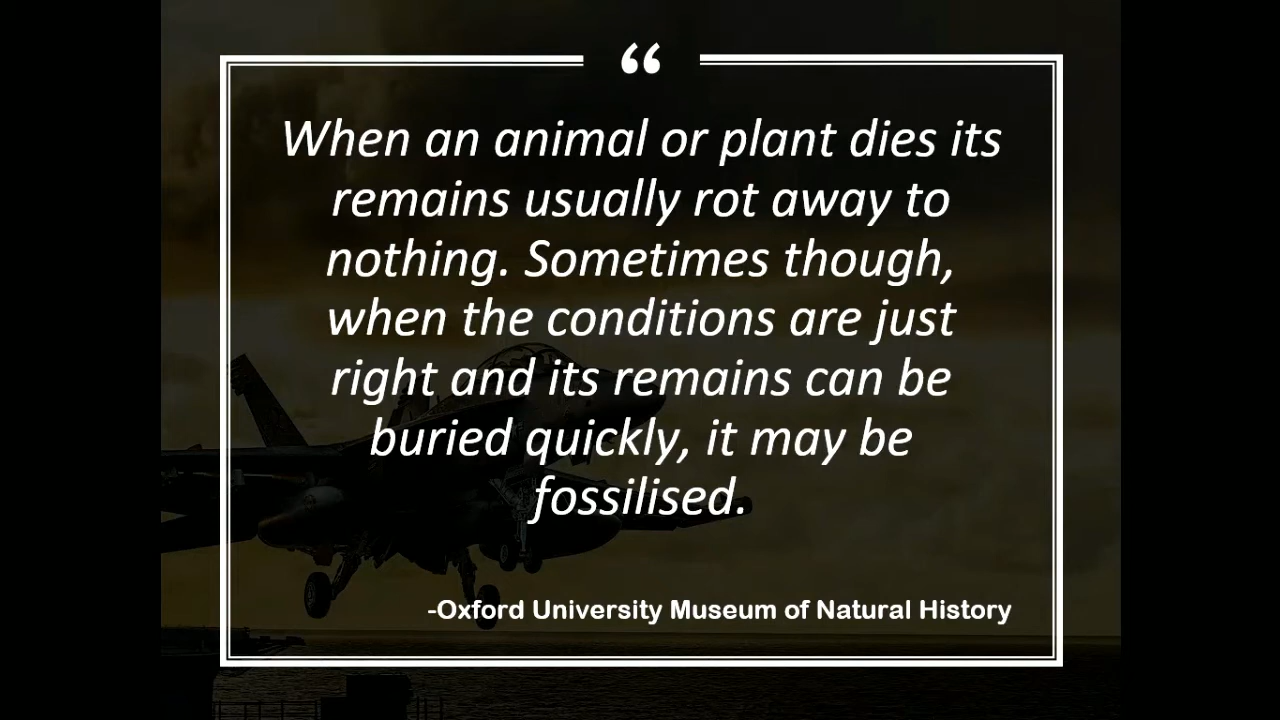 “
When an animal or plant dies its
remains usually rot away to
nothing. Sometimes though,
when the conditions are just
right and its remains can be
buried quickly, it may be
fossilised.
-Oxford University Museum of Natural History